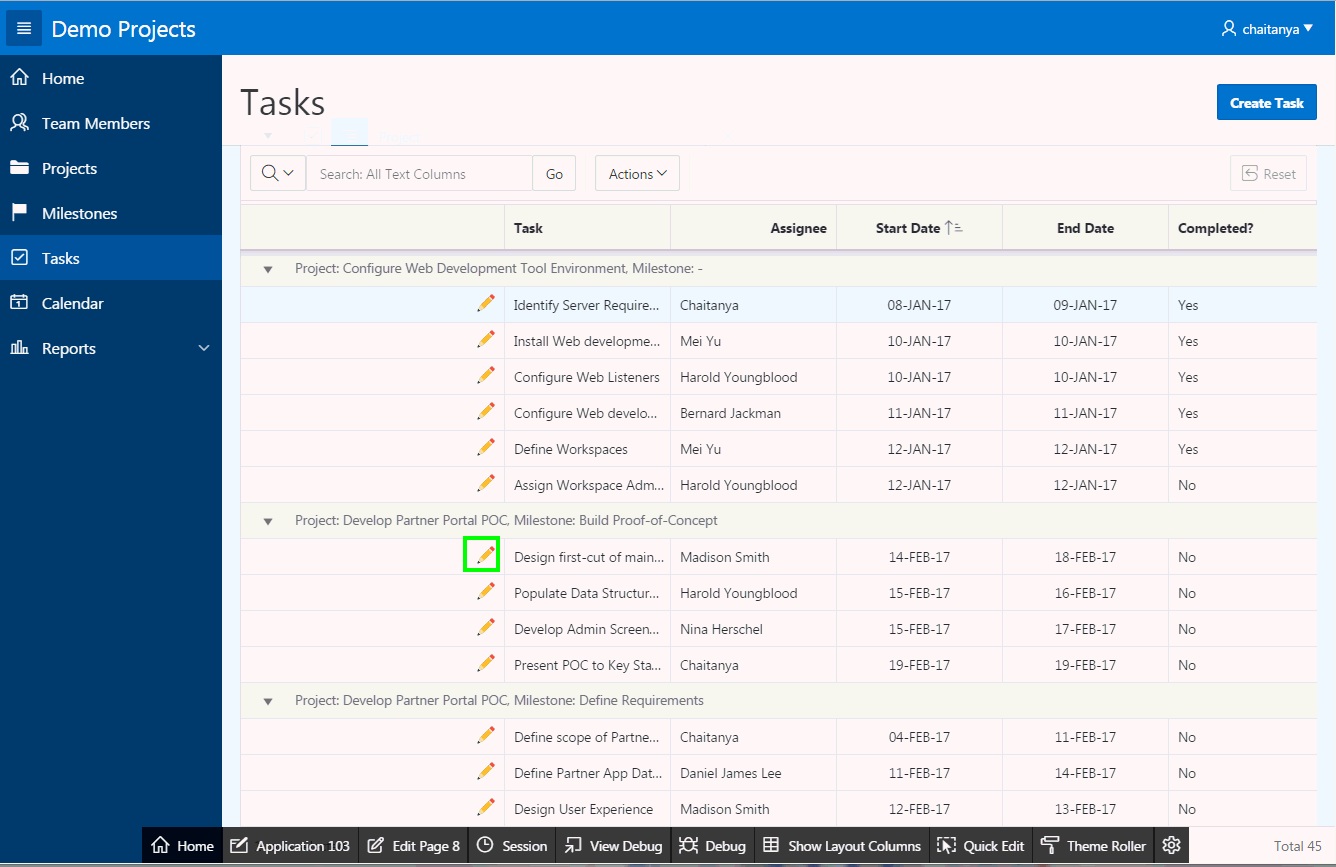 Demo Projects
chaitanya
Home
Team Members
Projects
Milestones
Tasks
Calendar
Reports
Tasks
Create Task
Search: All Text Columns Go Actions Reset
Task Assignee Start Date End Date Completed?
Project: Configure Web Development Tool Environment, Milestone: -
Identify Server Require... Chaitanya 08-JAN-17 09-JAN-17 Yes
Install Web developme... Mei Yu 10-JAN-17 10-JAN-17 Yes
Configure Web Listeners Harold Youngblood 10-JAN-17 10-JAN-17 Yes
Configure Web develo... Bernard Jackman 11-JAN-17 11-JAN-17 Yes
Define Workspaces Mei Yu 12-JAN-17 12-JAN-17 Yes
Assign Workspace Adm... Harold Youngblood 12-JAN-17 12-JAN-17 No
Project: Develop Partner Portal POC, Milestone: Build Proof-of-Concept
Design first-cut of main... Madison Smith 14-FEB-17 18-FEB-17 No
Populate Data Structur... Harold Youngblood 15-FEB-17 16-FEB-17 No
Develop Admin Screen... Nina Herschel 15-FEB-17 17-FEB-17 No
Present POC to Key Sta... Chaitanya 19-FEB-17 19-FEB-17 No
Project: Develop Partner Portal POC, Milestone: Define Requirements
Define scope of Partne... Chaitanya 04-FEB-17 11-FEB-17 No
Define Partner App Dat... Daniel James Lee 11-FEB-17 14-FEB-17 No
Design User Experience Madison Smith 12-FEB-17 13-FEB-17 No
Home Application 103 Edit Page 8 Session View Debug Debug Show Layout Columns Quick Edit Theme Roller Total 45